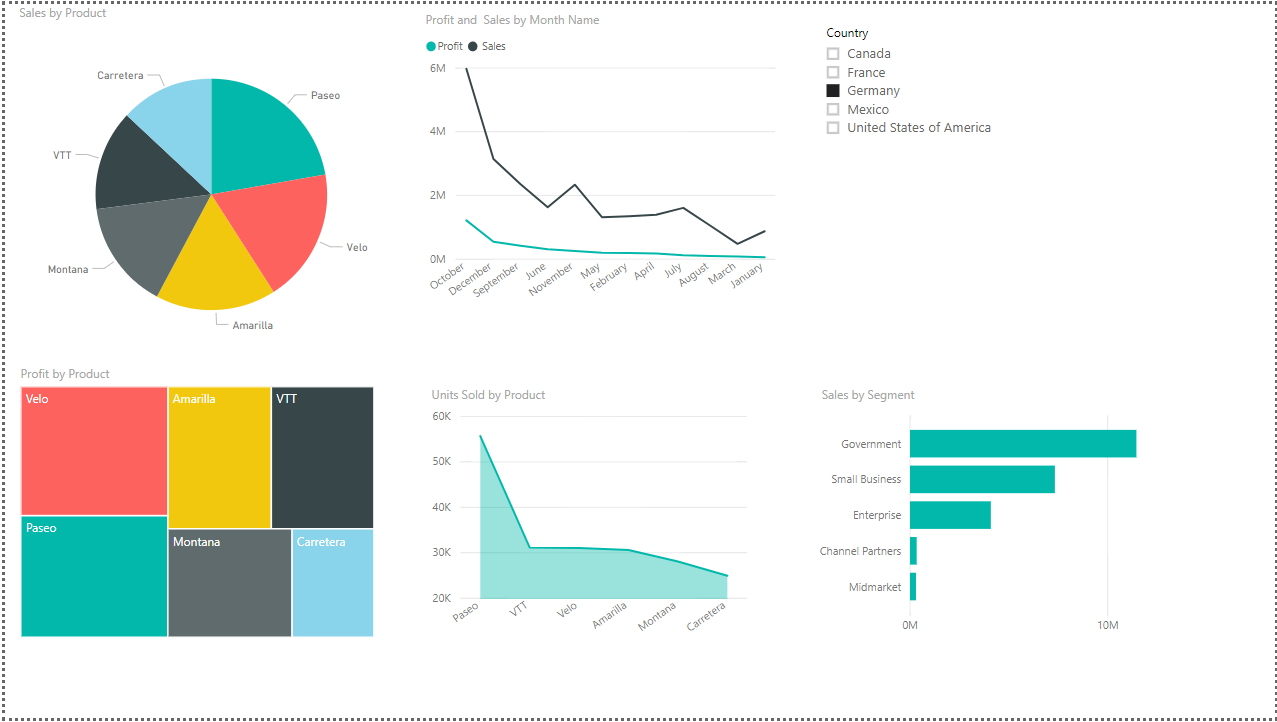 Sales by Product
Carretera
Paseo
VTT
Velo
Montana
Amarilla
Profit and Sales by Month Name
Profit Sales
6M
4M
2M
0M
October
December
September
June
November
May
February
April
July
August
March
January
Country
Canada
France
Germany
Mexico
United States of America
Profit by Product
Velo
Amarilla
VTT
Paseo
Montana
Carretera
Units Sold by Product
60K
50K
40K
30K
20K
Paseo
VTT
Velo
Amarilla
Montana
Carretera
Sales by Segment
Government
Small Business
Enterprise
Channel Partners
Midmarket
0M 10M